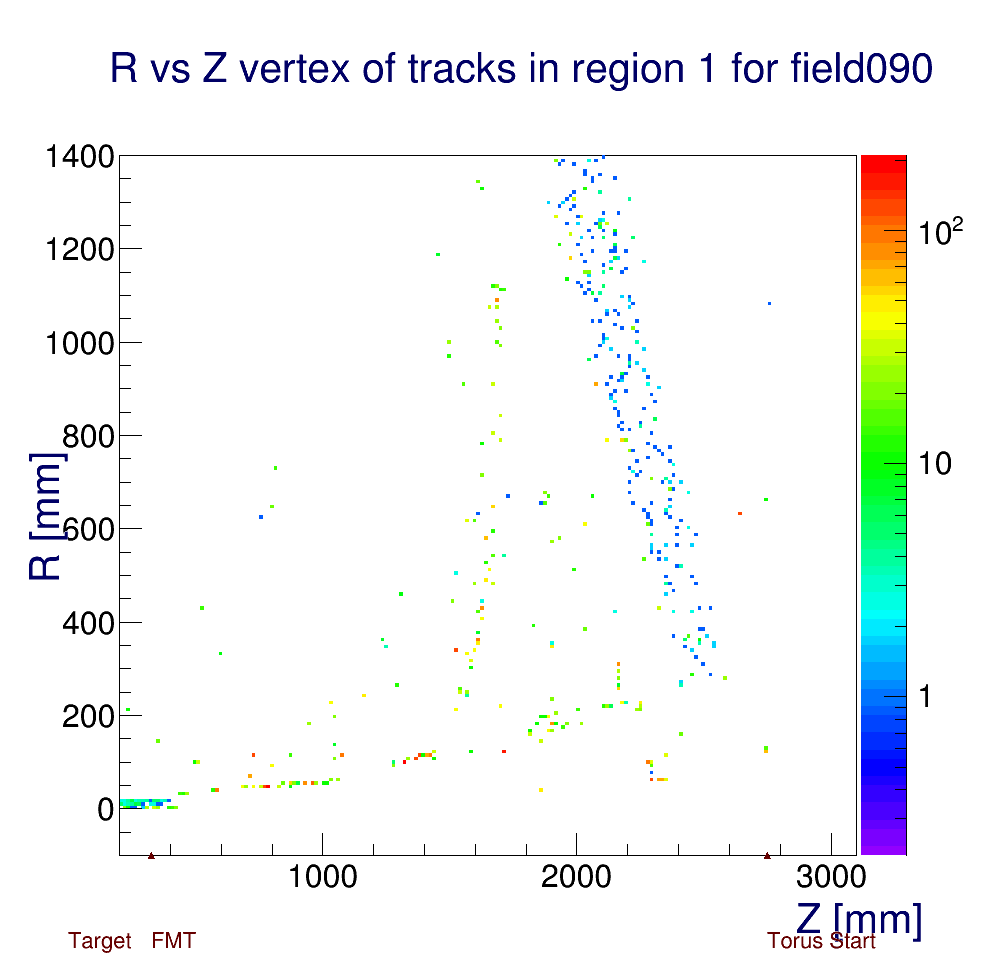 R vs Z vertex of tracks in region 1 for field090
1400
1200
1000
800
600
400
200
0
R [mm]
10²
10
1
1000
2000
3000
Z [mm]
Target FMT
Torus Start